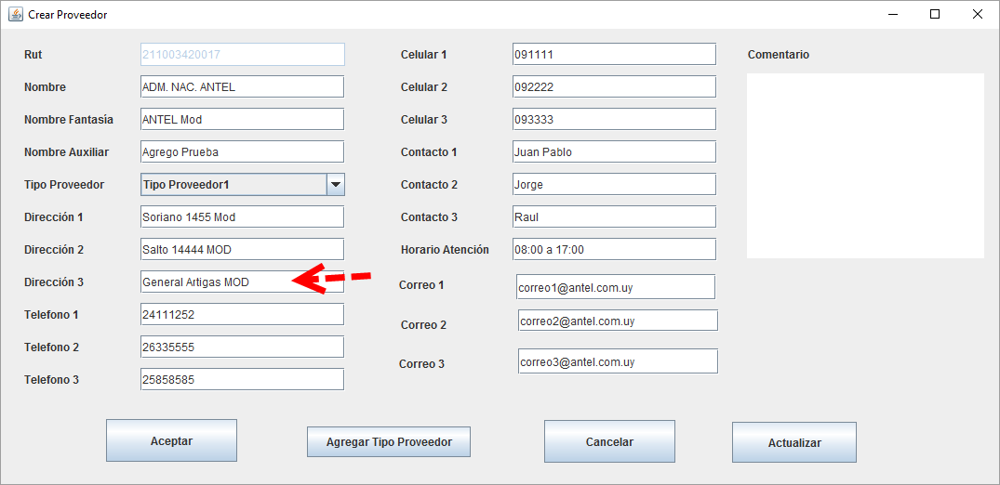 Crear Proveedor
Rut 211003420017
Nombre ADM. NAC. ANTEL
Nombre Fantasía ANTEL Mod
Nombre Auxiliar Agrego Prueba
Tipo Proveedor Tipo Proveedor1
Dirección 1 Soriano 1455 Mod
Dirección 2 Salto 14444 MOD
Dirección 3 General Artigas MOD
Telefono 1 24111252
Telefono 2 26335555
Telefono 3 25858585
Celular 1 091111
Celular 2 092222
Celular 3 093333
Contacto 1 Juan Pablo
Contacto 2 Jorge
Contacto 3 Raul
Horario Atención 08:00 a 17:00
Correo 1 correo1@antel.com.uy
Correo 2 correo2@antel.com.uy
Correo 3 correo3@antel.com.uy
Comentario
Aceptar
Agregar Tipo Proveedor
Cancelar
Actualizar